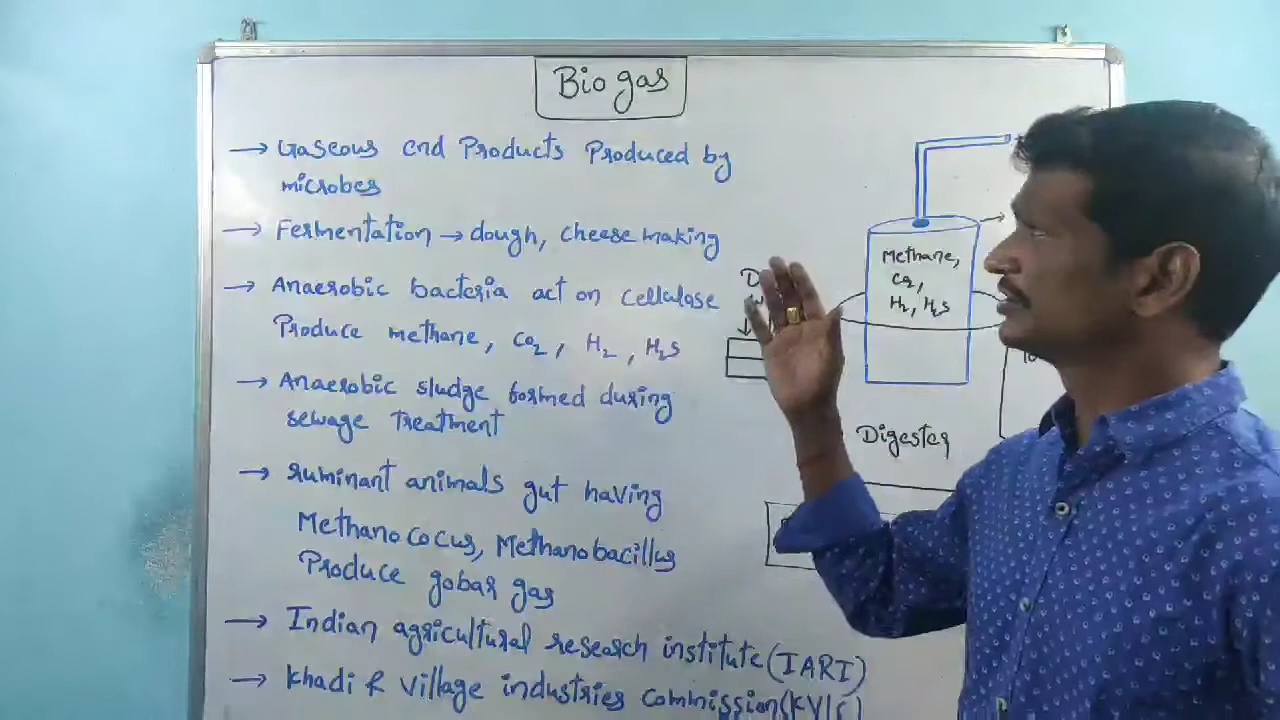 Bio gas
→ Gaseous end Products Produced by
microbes
→ Fermentation → dough, cheese making
→ Anaerobic bacteria act on cellulose
Produce methane, CO2, H2, H2S
→ Anaerobic sludge formed during
sewage treatment
→ ruminant animals gut having
Methanococus, Methanobacillus
Produce gobar gas
→ Indian agricultural research institute (IARI)
→ Khadi & village industries commission (KVIC)
Methane,
CO2,
H2, H2S
Digester